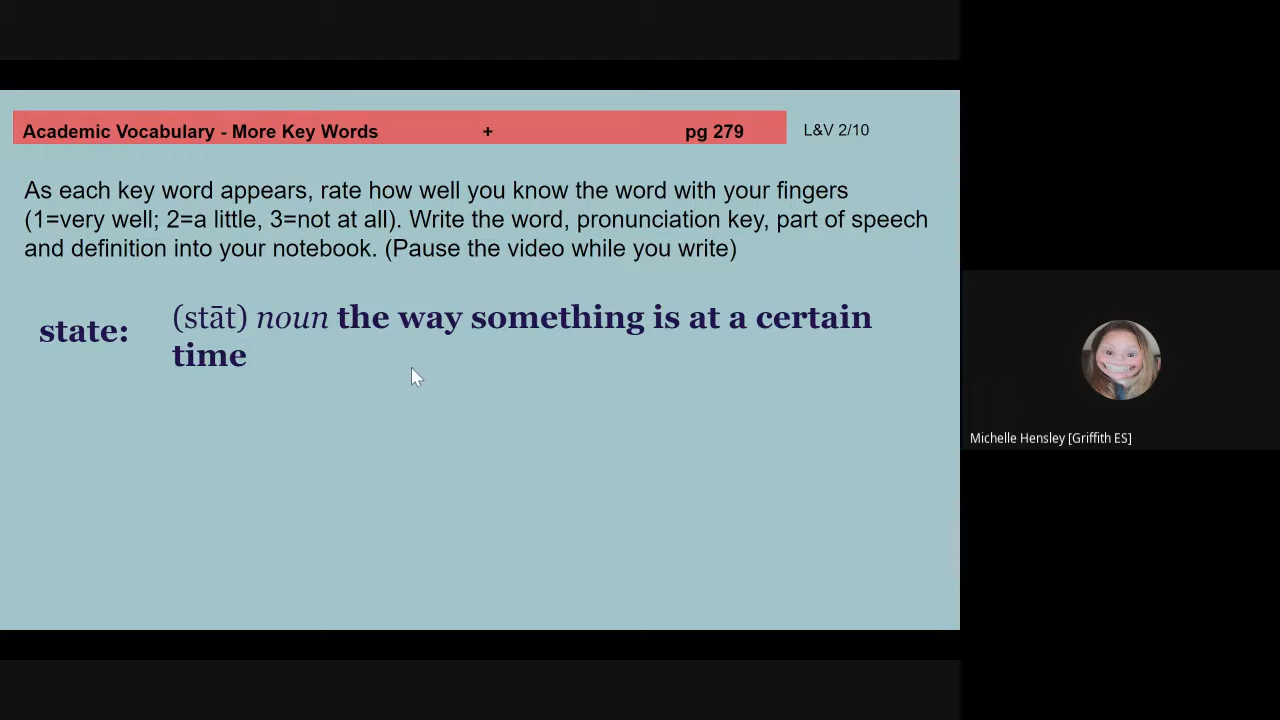 Academic Vocabulary - More Key Words + pg 279 L&V 2/10
As each key word appears, rate how well you know the word with your fingers
(1=very well; 2=a little, 3=not at all). Write the word, pronunciation key, part of speech
and definition into your notebook. (Pause the video while you write)
state: (stāt) noun the way something is at a certain
time
Michelle Hensley [Griffith ES]